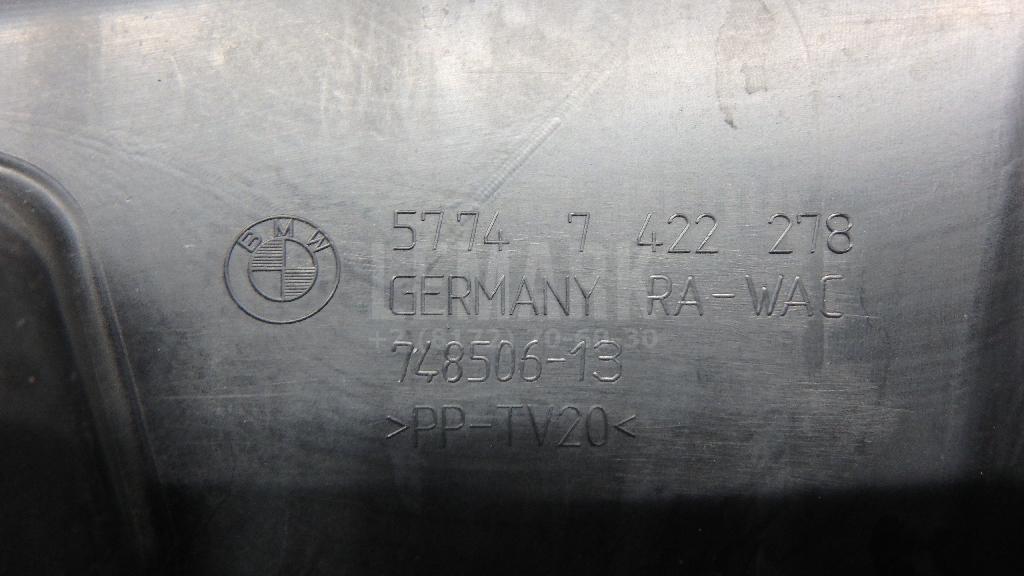 BMW
5774 7 422 278
GERMANY RA-WAC
748506-13
>PP-TV20<